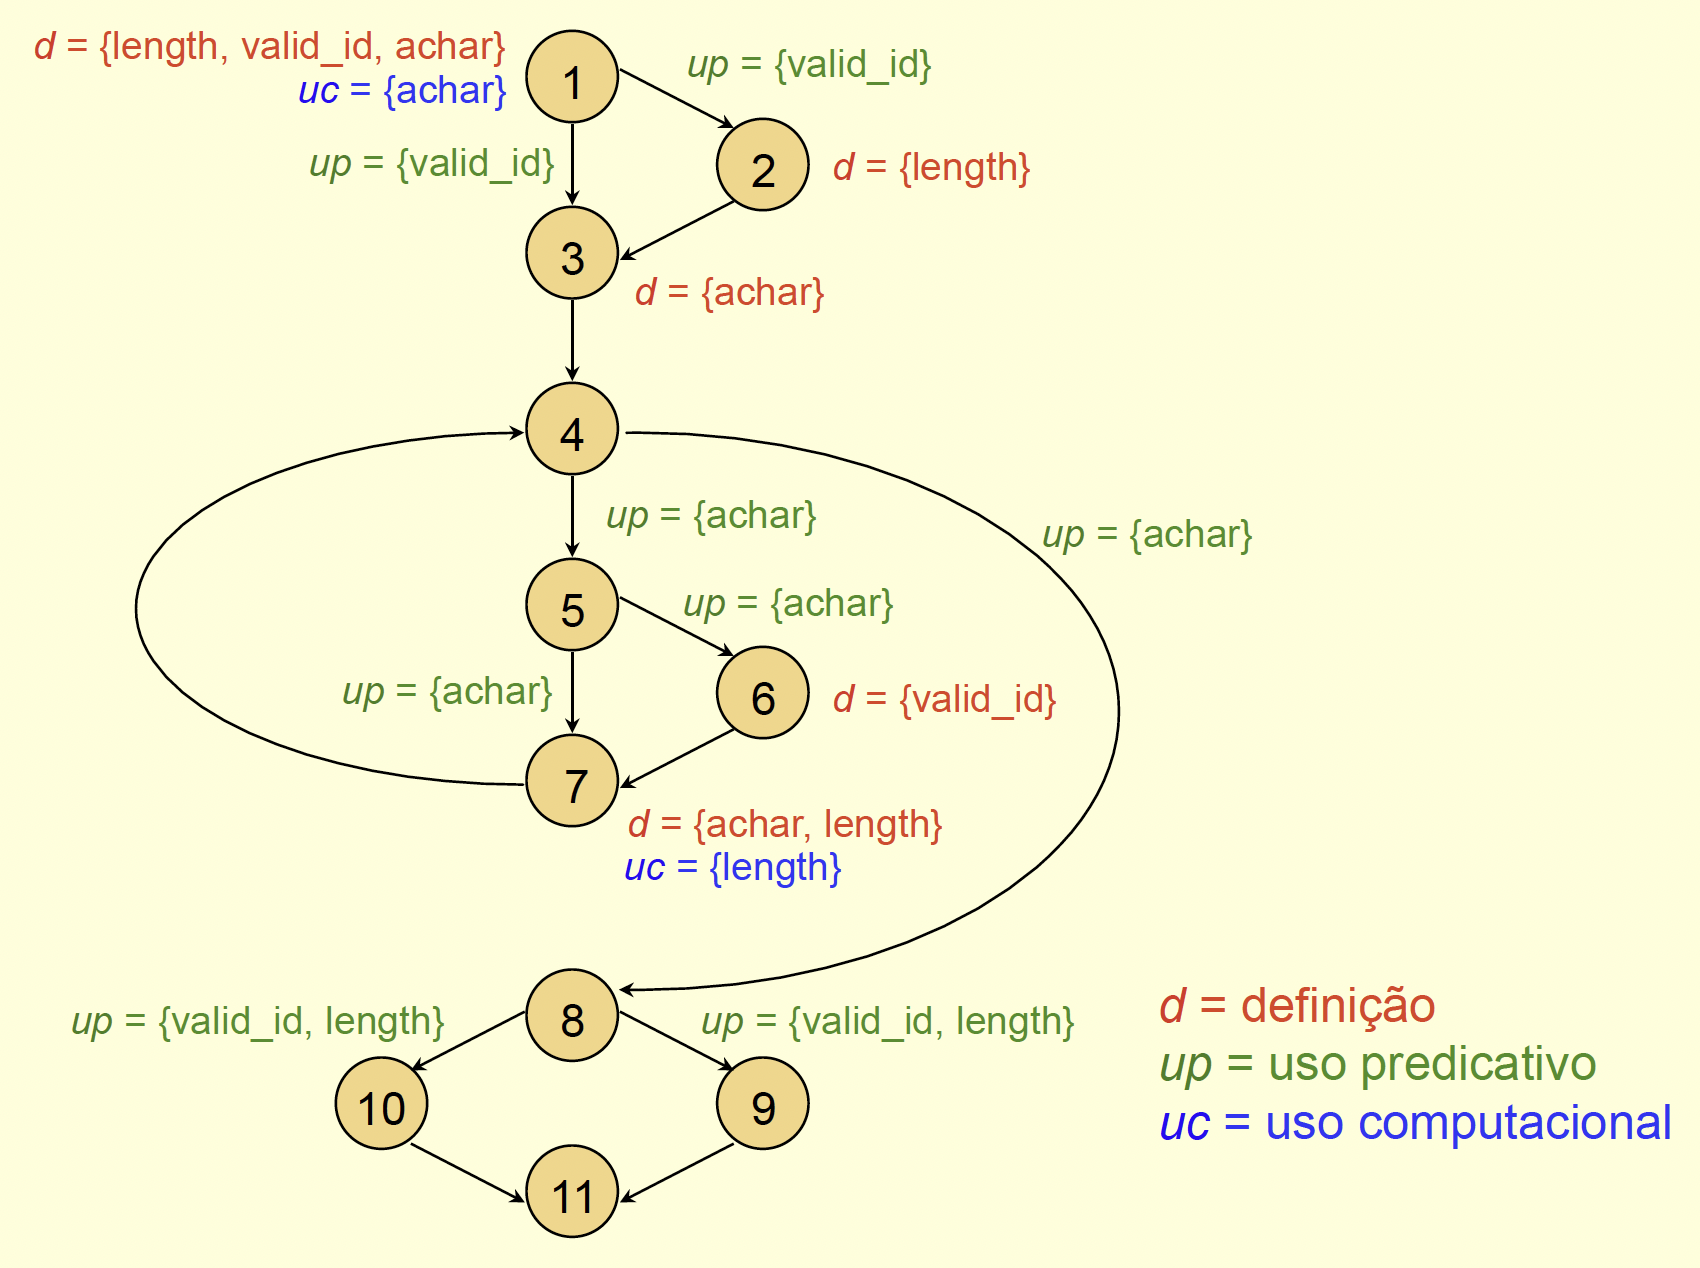 d = {length, valid_id, achar}
uc = {achar}
1
up = {valid_id}
up = {valid_id}
2
d = {length}
3
d = {achar}
4
up = {achar}
up = {achar}
5
up = {achar}
up = {achar}
6
d = {valid_id}
7
d = {achar, length}
uc = {length}
up = {valid_id, length}
8
up = {valid_id, length}
10
9
11
d = definição
up = uso predicativo
uc = uso computacional